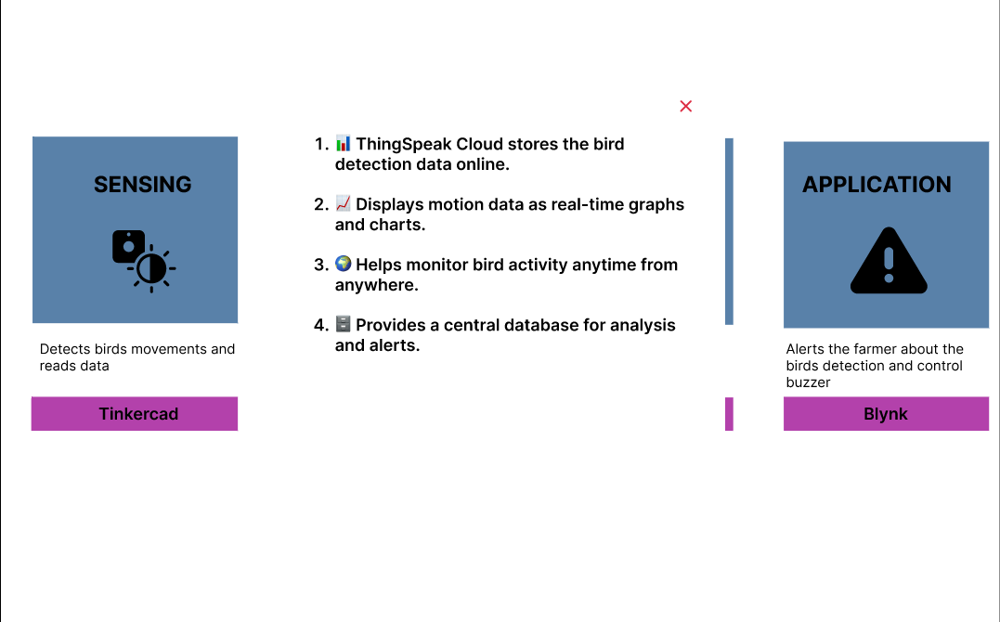 SENSING
Detects birds movements and
reads data
Tinkercad
1. 📊 ThingSpeak Cloud stores the bird
detection data online.
2. 📈 Displays motion data as real-time graphs
and charts.
3. 🌍 Helps monitor bird activity anytime from
anywhere.
4. 🗄️ Provides a central database for analysis
and alerts.
APPLICATION
Alerts the farmer about the
birds detection and control
buzzer
Blynk